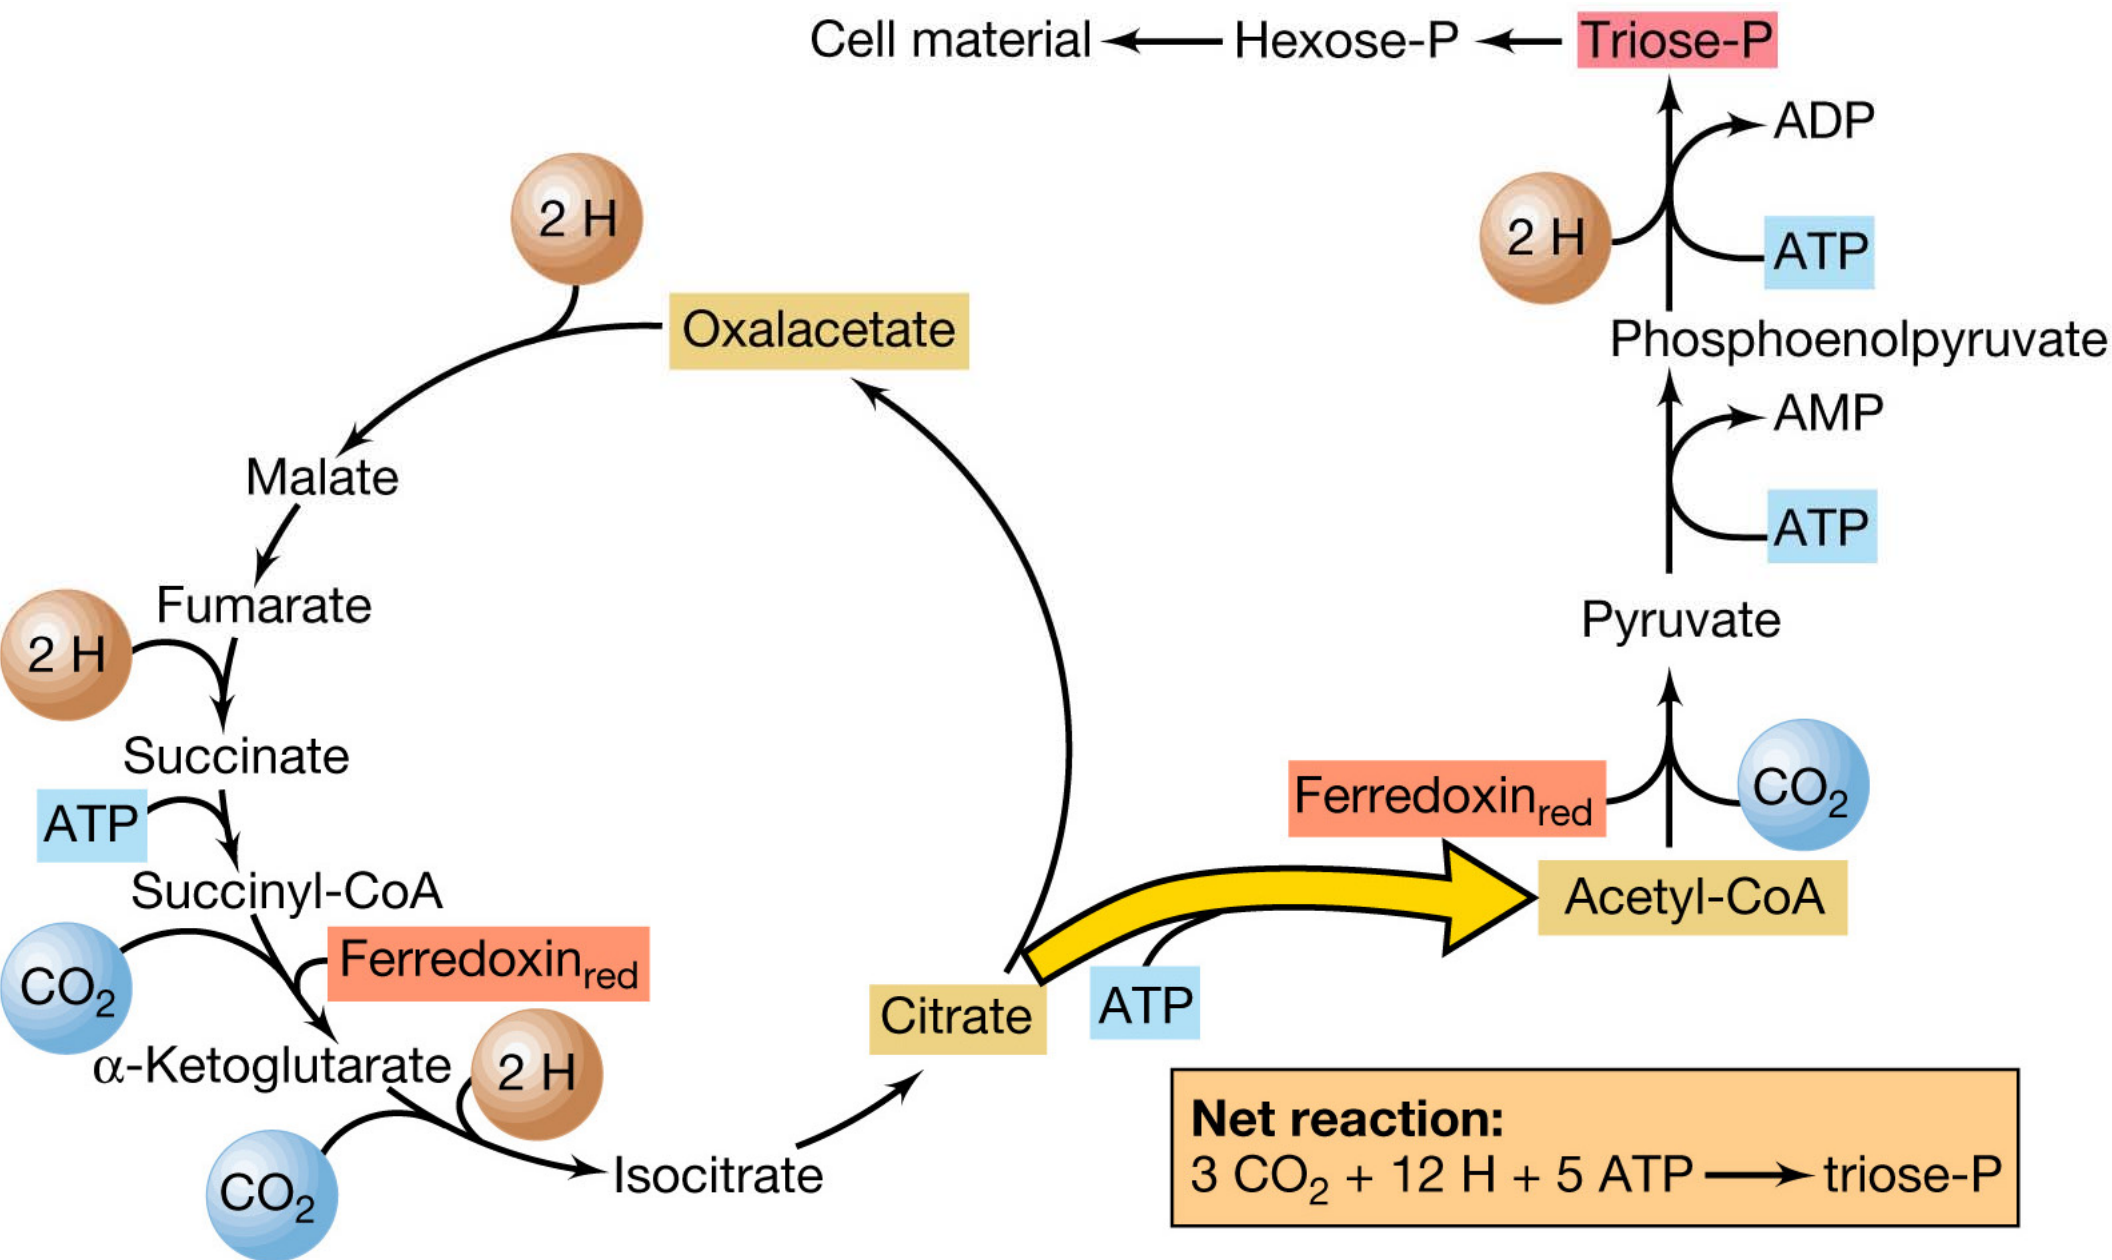 Cell material
Hexose-P
Triose-P
ADP
2 H
ATP
Phosphoenolpyruvate
AMP
ATP
Pyruvate
Ferredoxin_red
CO₂
Acetyl-CoA
2 H
Oxalacetate
Malate
Fumarate
2 H
Succinate
ATP
Succinyl-CoA
CO₂
Ferredoxin_red
α-Ketoglutarate
2 H
CO₂
Isocitrate
Citrate
ATP
Net reaction:
3 CO₂ + 12 H + 5 ATP ⟶ triose-P